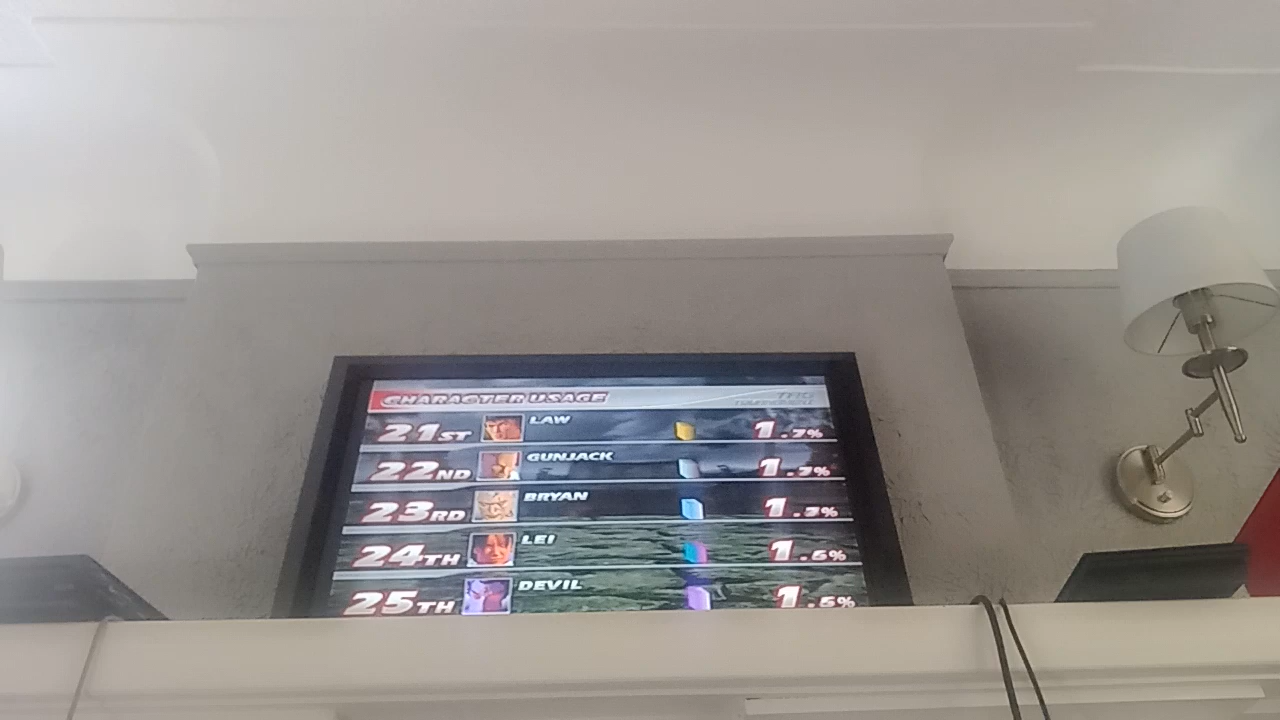 CHARACTER USAGE
21ST LAW 1.7%
22ND GUNJACK 1.7%
23RD BRYAN 1.7%
24TH LEI 1.5%
25TH DEVIL 1.5%